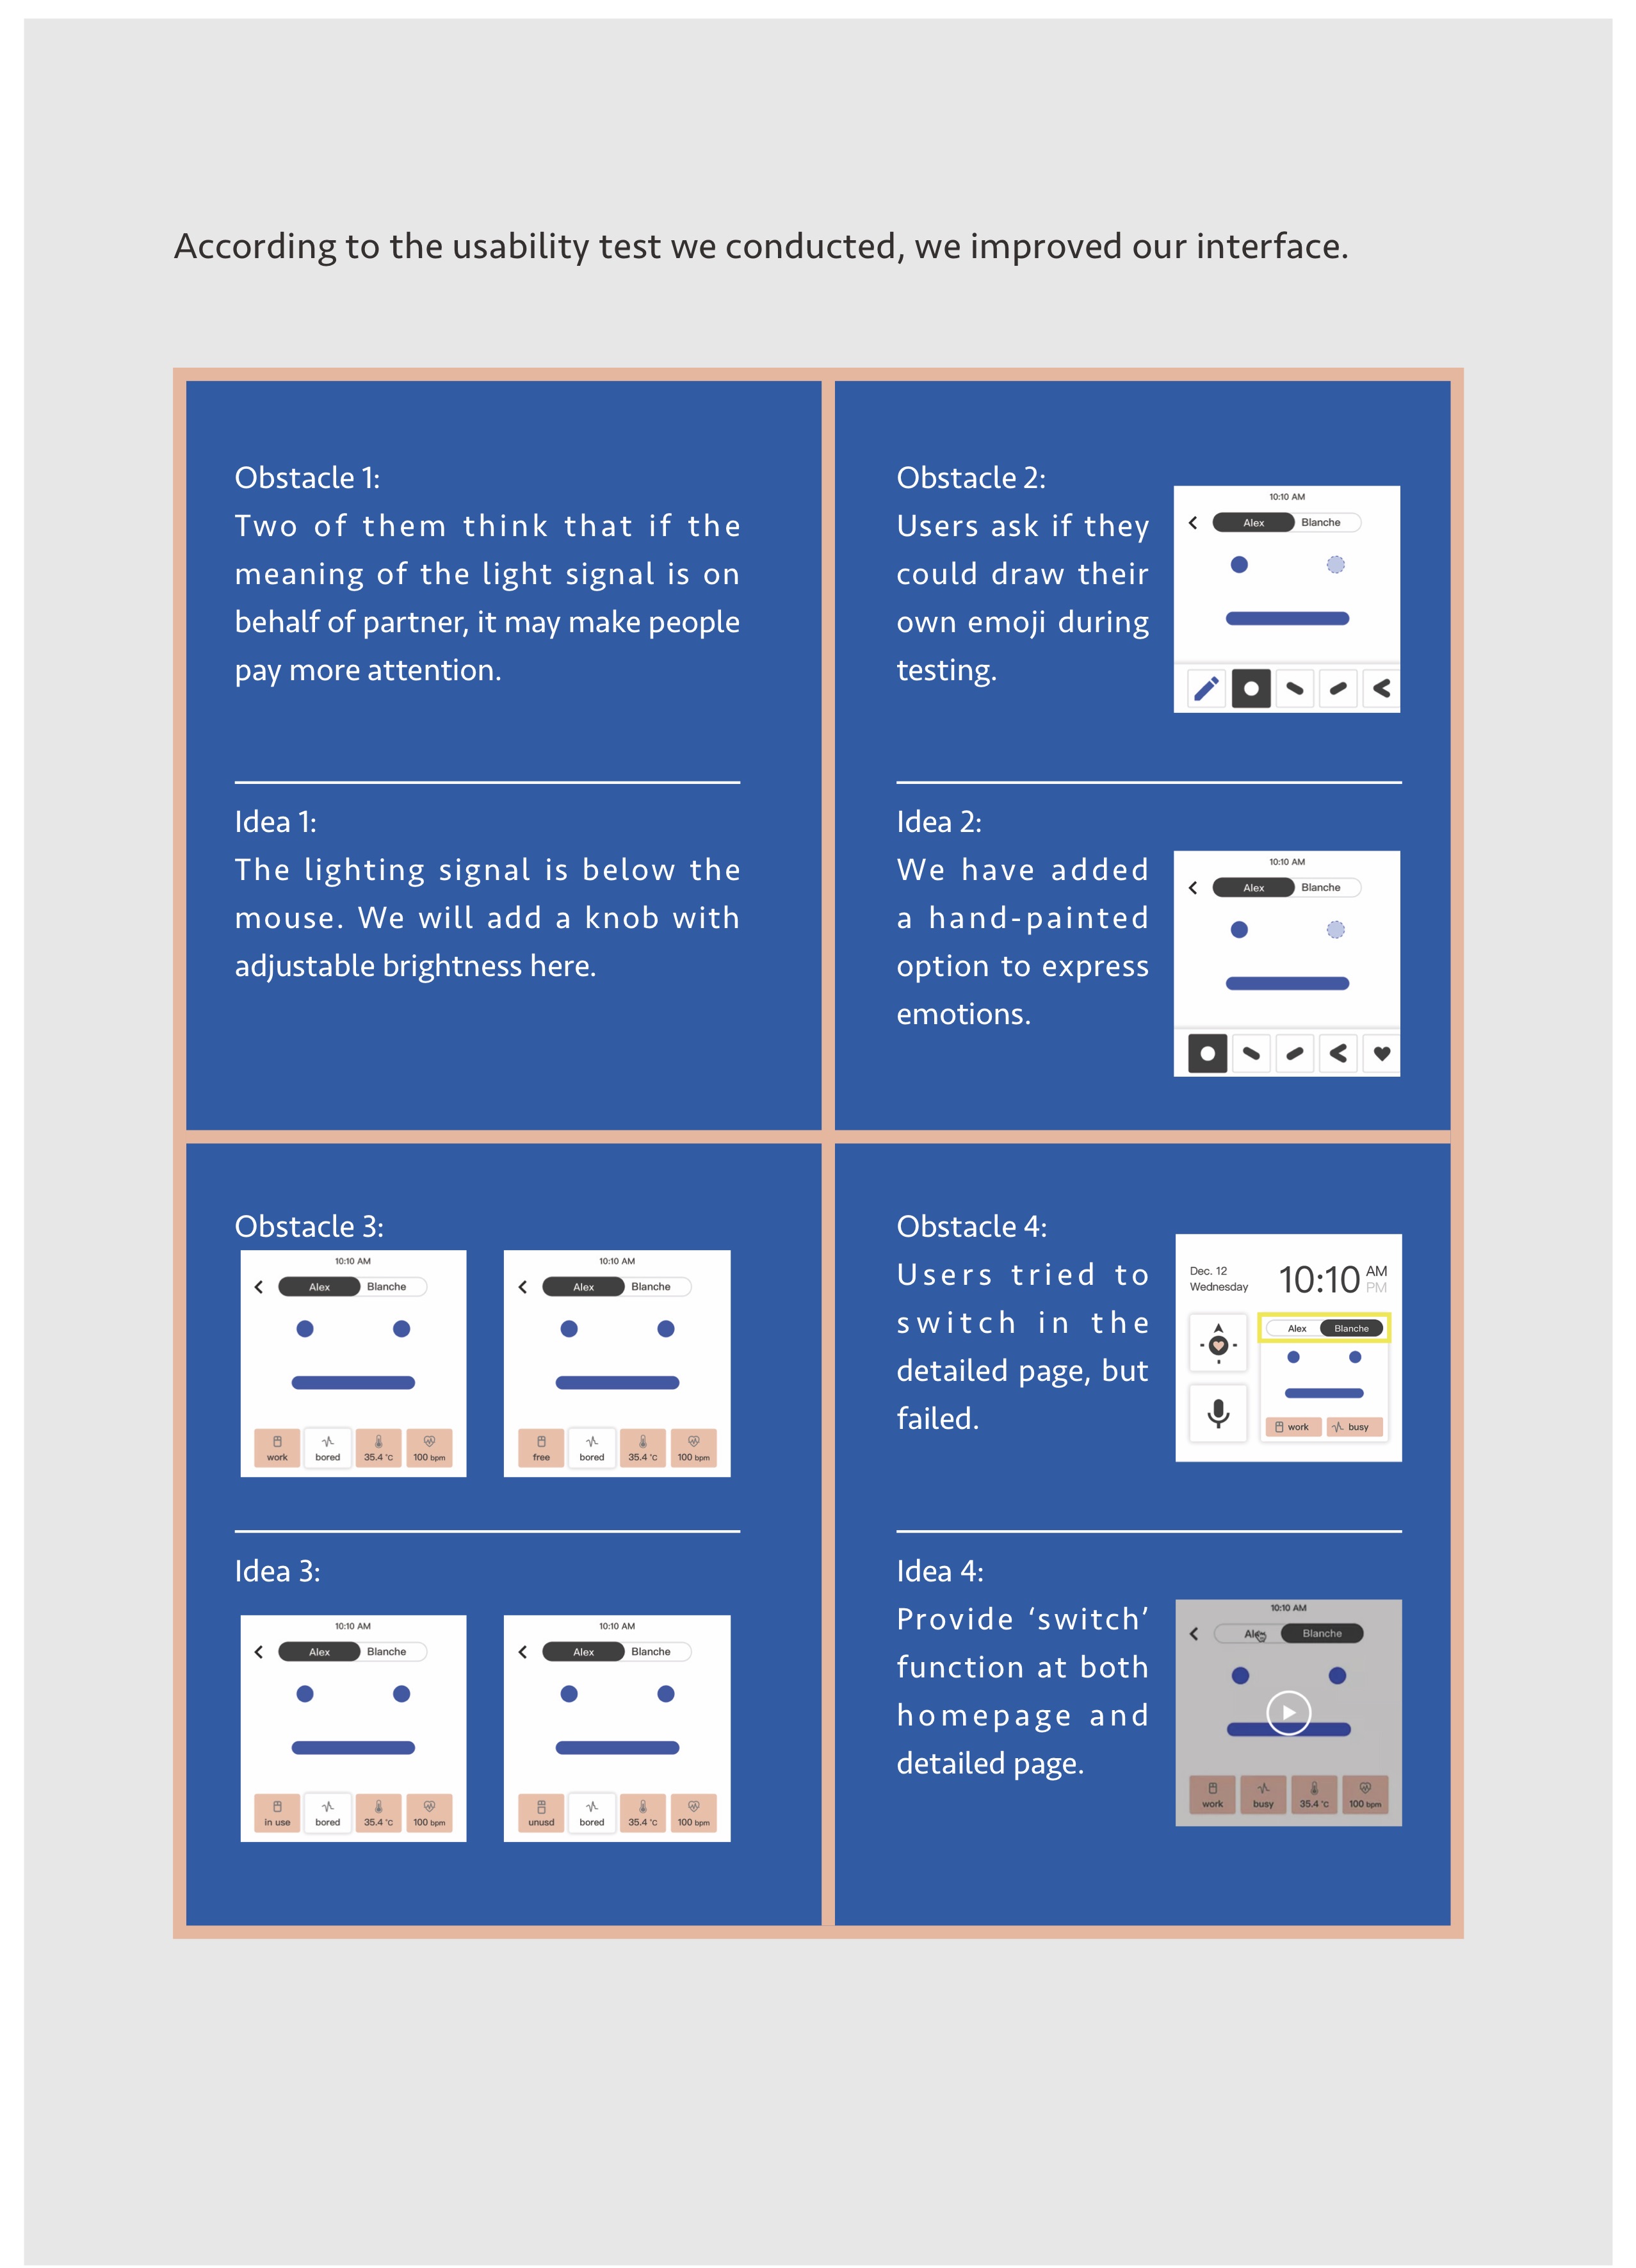 According to the usability test we conducted, we improved our interface.
Obstacle 1:
Two of them think that if the
meaning of the light signal is on
behalf of partner, it may make people
pay more attention.
Idea 1:
The lighting signal is below the
mouse. We will add a knob with
adjustable brightness here.
Obstacle 2:
Users ask if they
could draw their
own emoji during
testing.
10:10 AM
Alex Blanche
Idea 2:
We have added
a hand-painted
option to express
emotions.
10:10 AM
Alex Blanche
Obstacle 3:
10:10 AM
Alex Blanche
work bored 35.4 °C 100 bpm
10:10 AM
Alex Blanche
free bored 35.4 °C 100 bpm
Idea 3:
10:10 AM
Alex Blanche
in use bored 35.4 °C 100 bpm
10:10 AM
Alex Blanche
unusd bored 35.4 °C 100 bpm
Obstacle 4:
Users tried to
switch in the
detailed page, but
failed.
Dec. 12
Wednesday
10:10 AM
PM
Alex Blanche
work busy
Idea 4:
Provide ‘switch’
function at both
homepage and
detailed page.
10:10 AM
Alex Blanche
work busy 35.4 °C 100 bpm